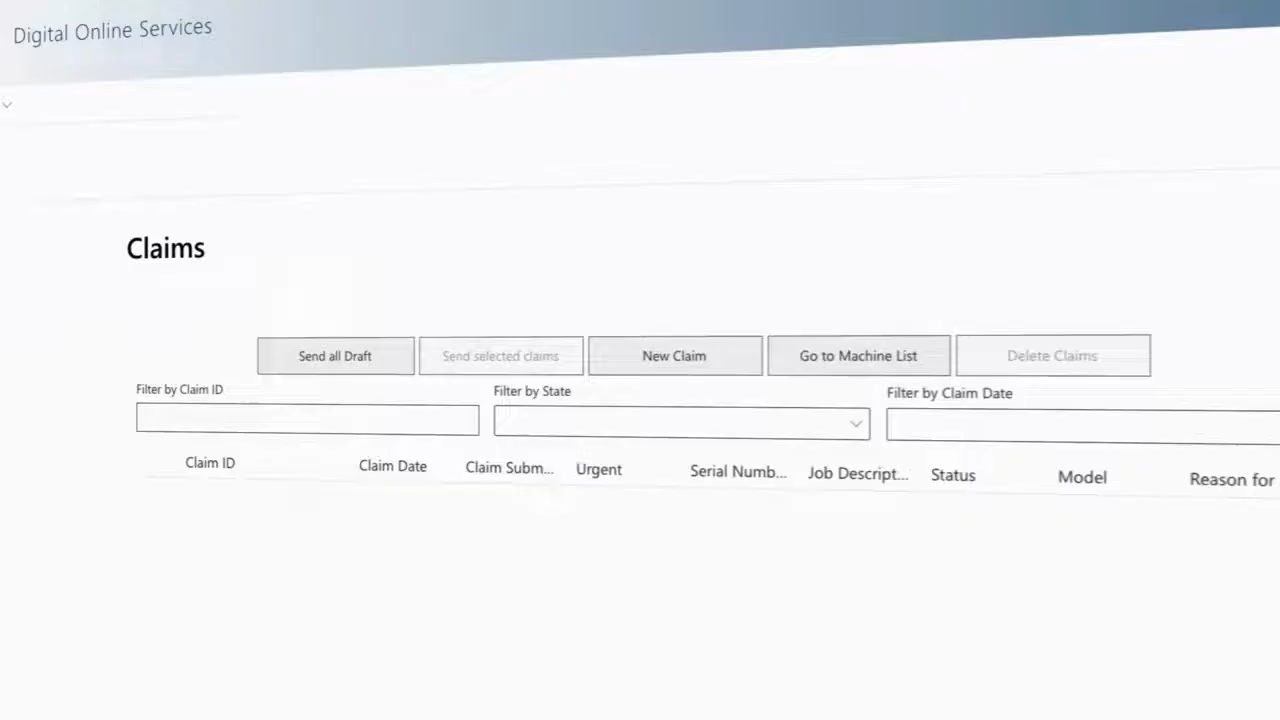 Digital Online Services
Claims
Send all Draft Send selected claims New Claim Go to Machine List Delete Claims
Filter by Claim ID Filter by State Filter by Claim Date
Claim ID Claim Date Claim Subm... Urgent Serial Numb... Job Descript... Status Model Reason for